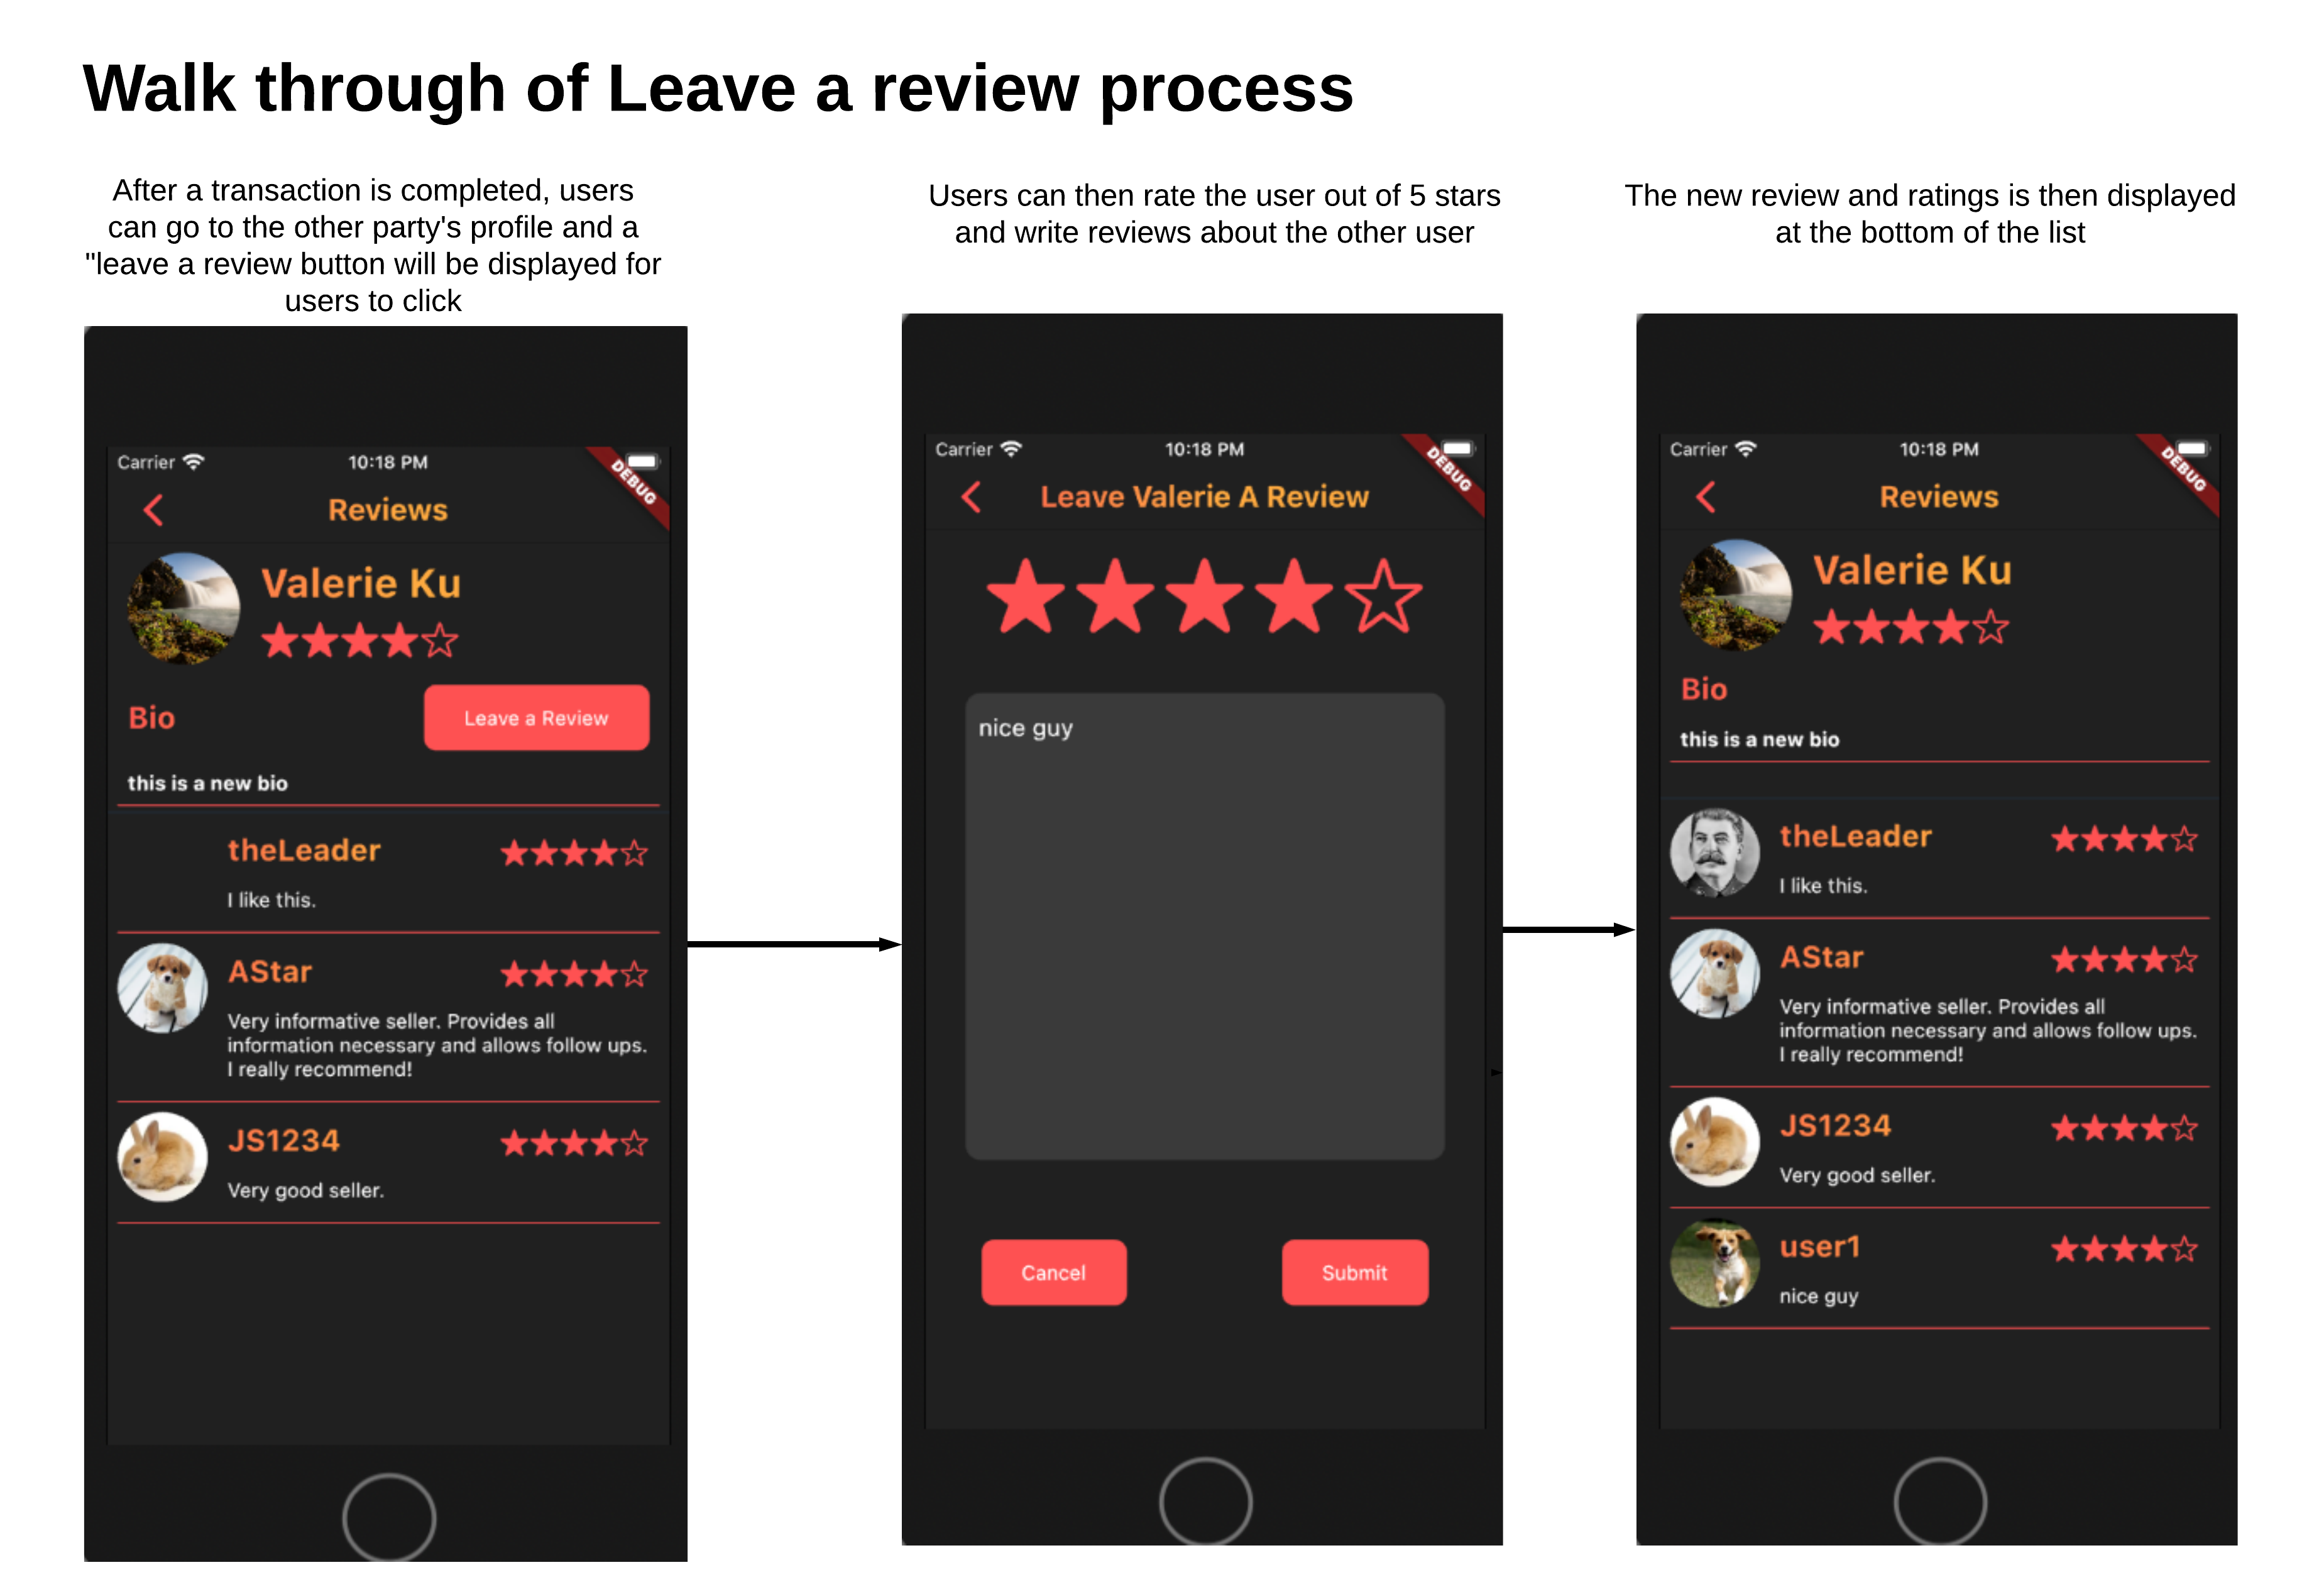 Walk through of Leave a review process
After a transaction is completed, users
can go to the other party's profile and a
"leave a review button will be displayed for
users to click
Carrier 10:18 PM
DEBUG
Reviews
Valerie Ku
Bio
Leave a Review
this is a new bio
theLeader
I like this.
AStar
Very informative seller. Provides all
information necessary and allows follow ups.
I really recommend!
JS1234
Very good seller.
Users can then rate the user out of 5 stars
and write reviews about the other user
Carrier 10:18 PM
DEBUG
Leave Valerie A Review
nice guy
Cancel
Submit
The new review and ratings is then displayed
at the bottom of the list
Carrier 10:18 PM
DEBUG
Reviews
Valerie Ku
Bio
this is a new bio
theLeader
I like this.
AStar
Very informative seller. Provides all
information necessary and allows follow ups.
I really recommend!
JS1234
Very good seller.
user1
nice guy